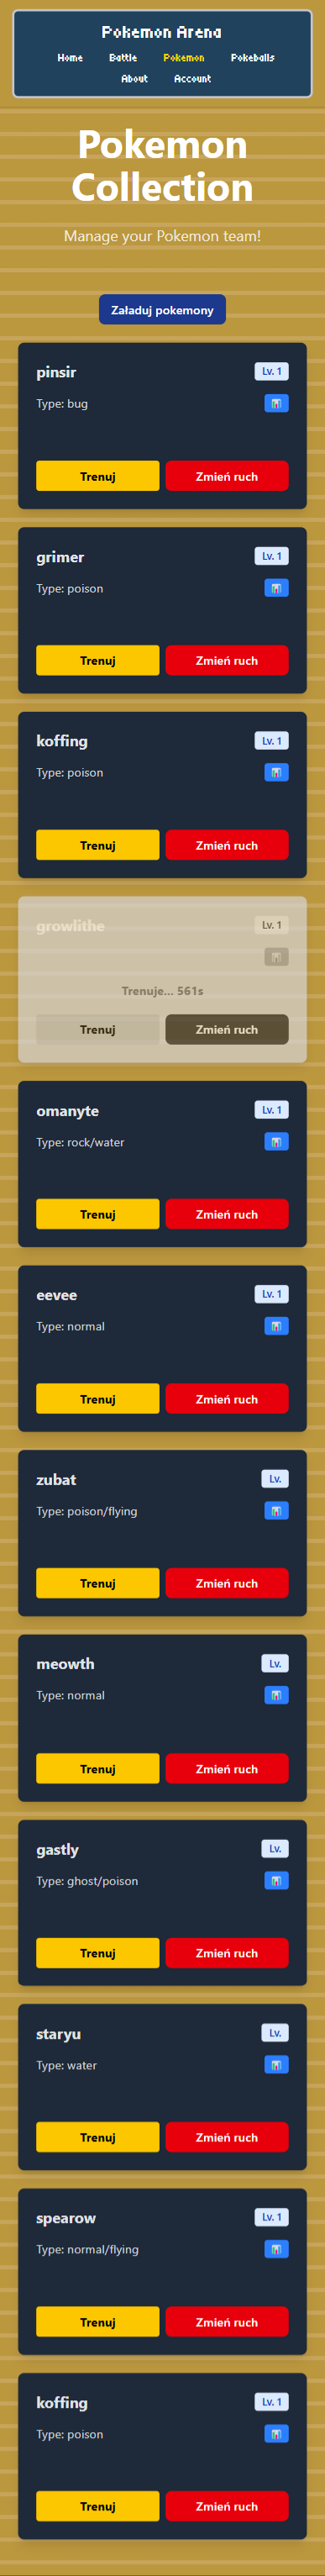 Pokemon Arena
Home Battle Pokemon Pokeballs
About Account
Pokemon
Collection
Manage your Pokemon team!
Załaduj pokemony
pinsir Lv. 1
Type: bug
Trenuj Zmień ruch
grimer Lv. 1
Type: poison
Trenuj Zmień ruch
koffing Lv. 1
Type: poison
Trenuj Zmień ruch
growlithe Lv. 1
Trenuje... 561s
Trenuj Zmień ruch
omanyte Lv. 1
Type: rock/water
Trenuj Zmień ruch
eevee Lv. 1
Type: normal
Trenuj Zmień ruch
zubat Lv.
Type: poison/flying
Trenuj Zmień ruch
meowth Lv.
Type: normal
Trenuj Zmień ruch
gastly Lv.
Type: ghost/poison
Trenuj Zmień ruch
staryu Lv.
Type: water
Trenuj Zmień ruch
spearow Lv. 1
Type: normal/flying
Trenuj Zmień ruch
koffing Lv. 1
Type: poison
Trenuj Zmień ruch